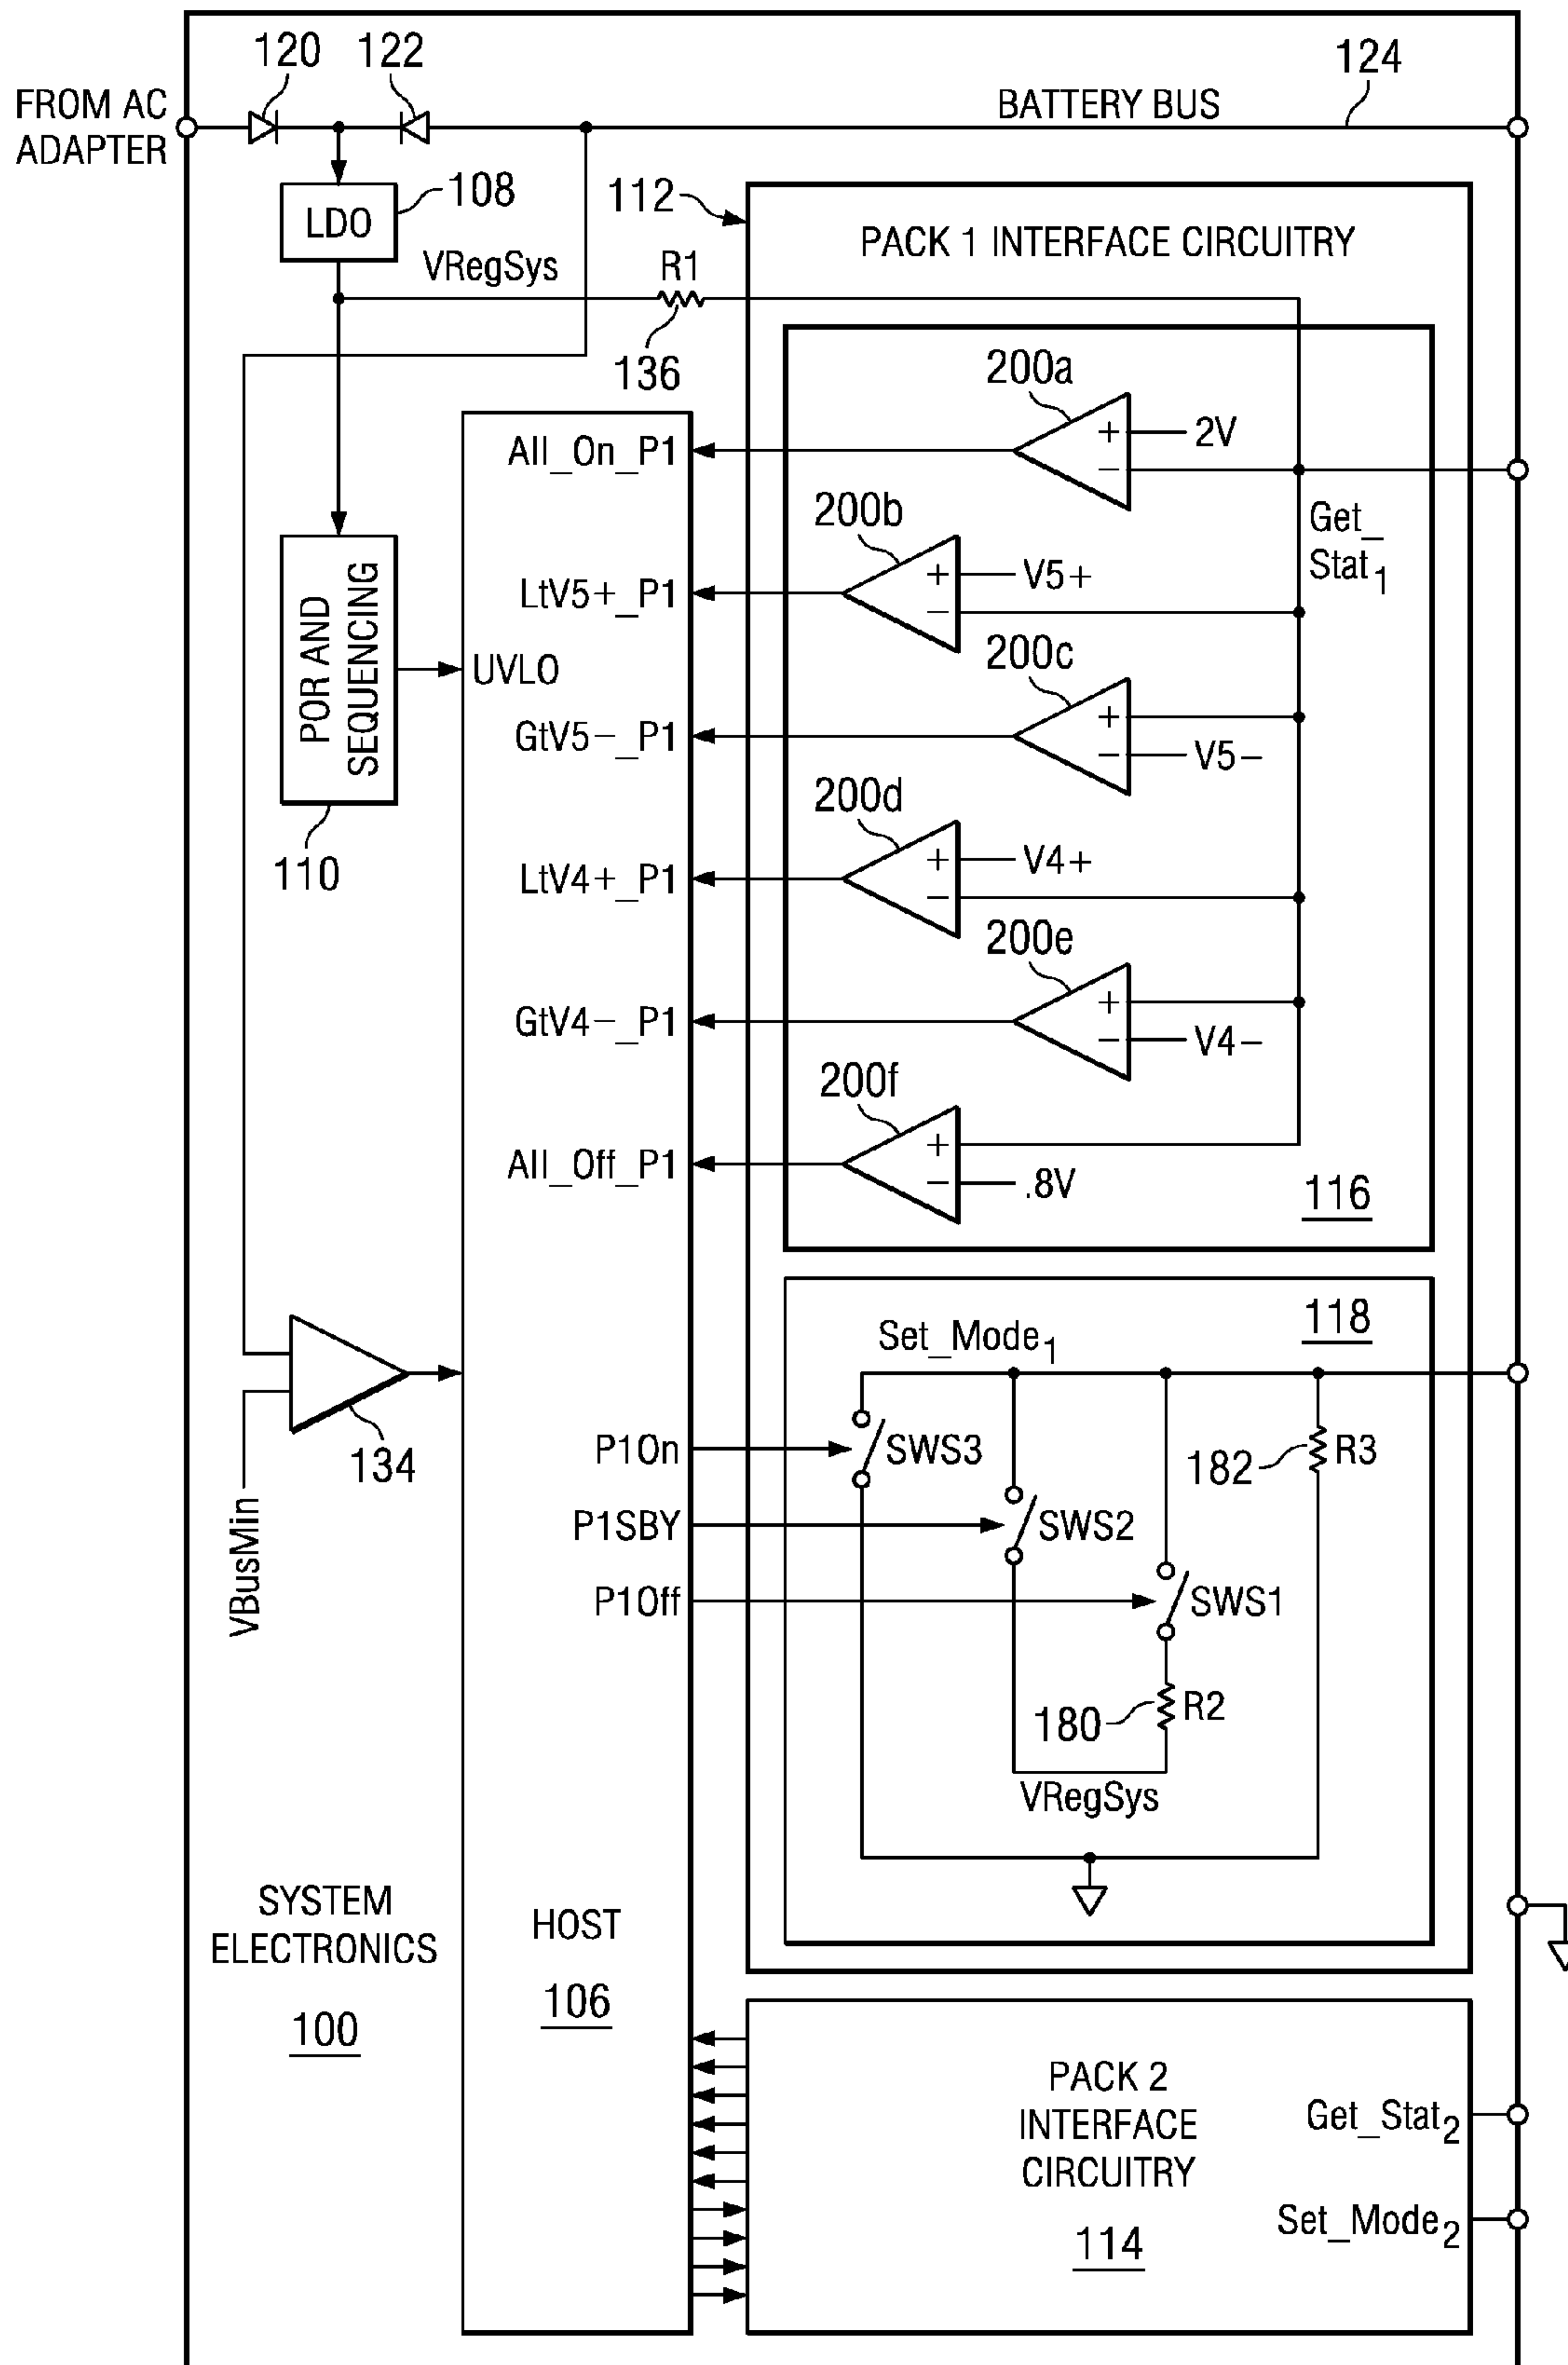 120
122
124
FROM AC
ADAPTER
BATTERY BUS
LDO
108
112
PACK 1 INTERFACE CIRCUITRY
VRegSys
R1
136
200a
All_On_P1
+
2V
−
Get_
Stat1
200b
LtV5+_P1
+
V5+
−
POR AND
SEQUENCING
UVLO
200c
GtV5−_P1
+
−
V5−
110
200d
LtV4+_P1
+
V4+
−
200e
GtV4−_P1
+
−
V4−
200f
All_Off_P1
+
−
.8V
116
118
Set_Mode1
134
VBusMin
P1On
SWS3
182
R3
P1SBY
SWS2
P1Off
SWS1
180
R2
VRegSys
SYSTEM
ELECTRONICS
100
HOST
106
PACK 2
INTERFACE
CIRCUITRY
114
Get_Stat2
Set_Mode2